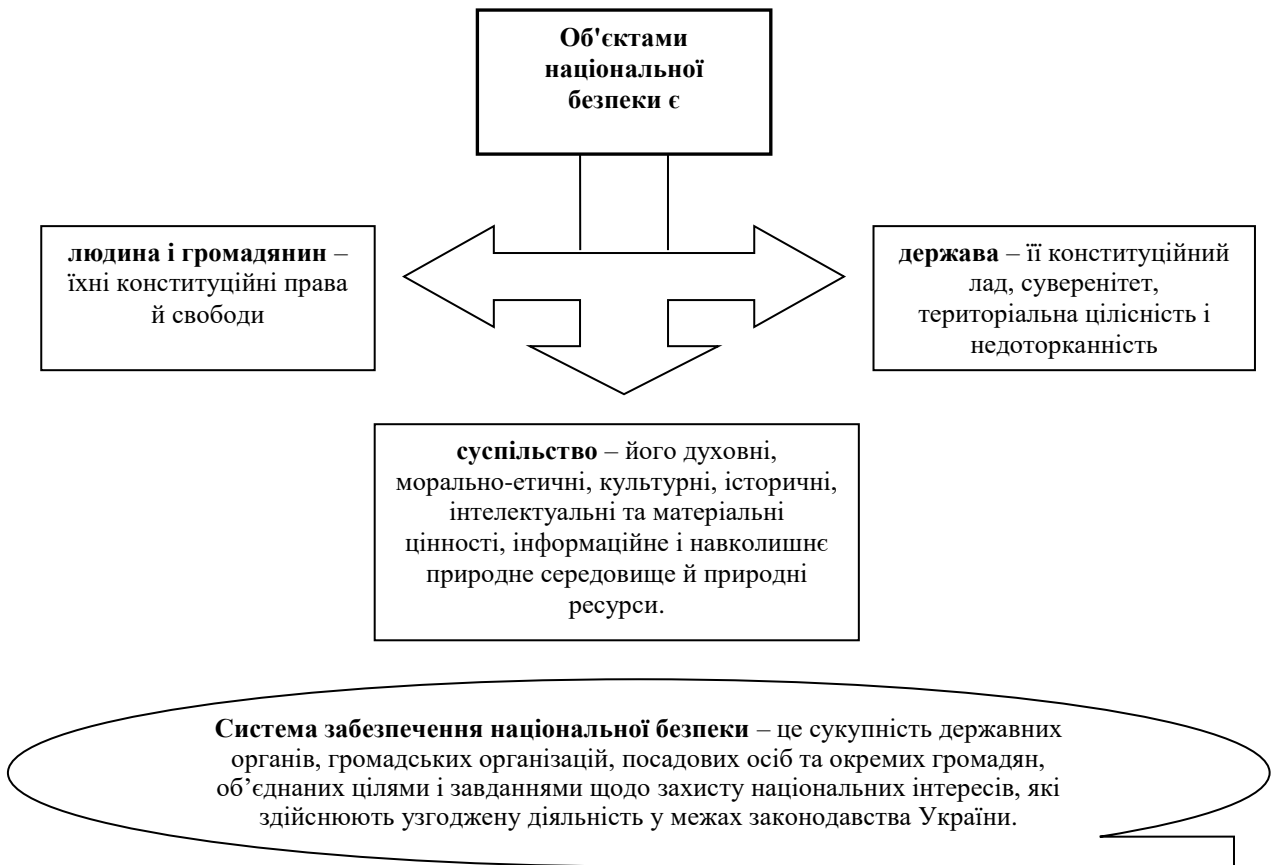 Об'єктами
національної
безпеки є
людина і громадянин –
їхні конституційні права
й свободи
держава – її конституційний
лад, суверенітет,
територіальна цілісність і
недоторканність
суспільство – його духовні,
морально-етичні, культурні, історичні,
інтелектуальні та матеріальні
цінності, інформаційне і навколишнє
природне середовище й природні
ресурси.
Система забезпечення національної безпеки – це сукупність державних
органів, громадських організацій, посадових осіб та окремих громадян,
об’єднаних цілями і завданнями щодо захисту національних інтересів, які
здійснюють узгоджену діяльність у межах законодавства України.